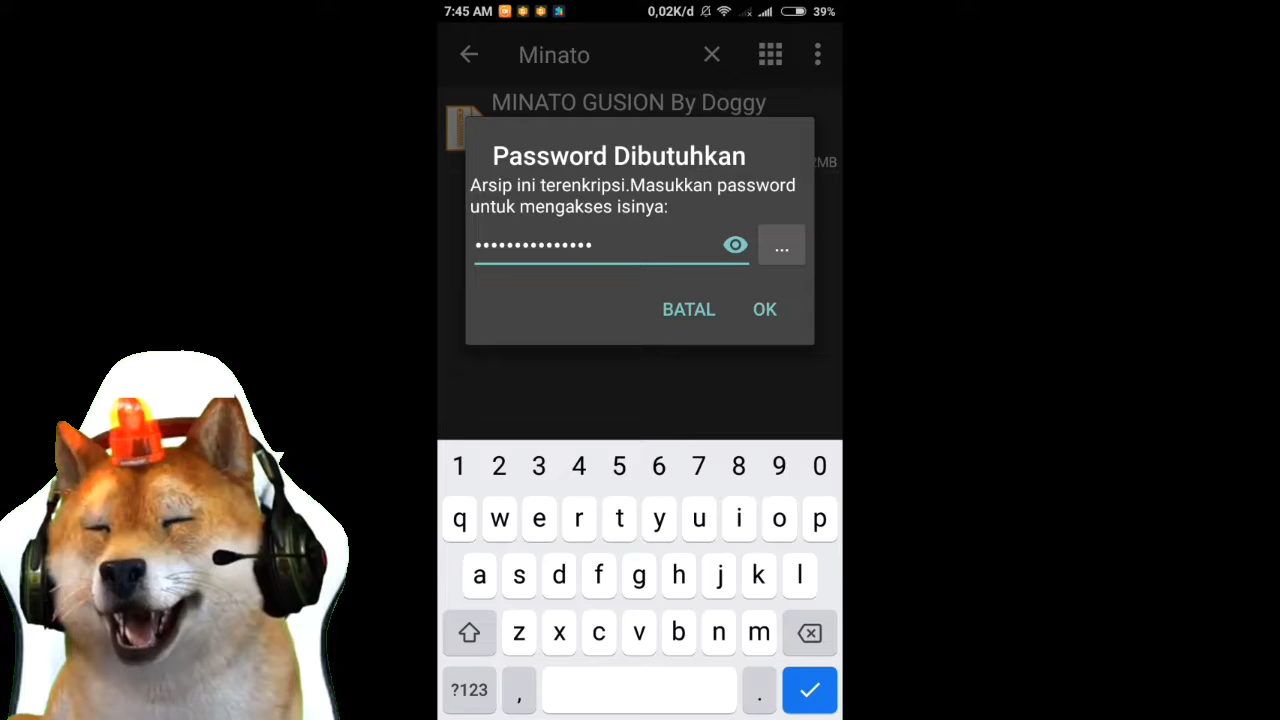 7:45 AM 0,02K/d 39%
Minato
MINATO GUSION By Doggy
2MB
Password Dibutuhkan
Arsip ini terenkripsi.Masukkan password
untuk mengakses isinya:
•••••••••••••••
...
BATAL OK
1 2 3 4 5 6 7 8 9 0
q w e r t y u i o p
a s d f g h j k l
z x c v b n m
?123 , .